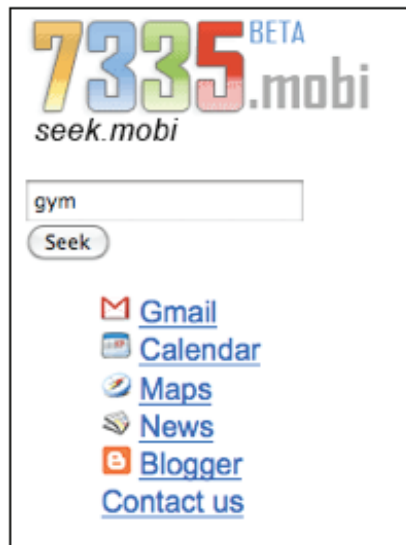 BETA
7335.mobi
seek.mobi
gym
Seek
Gmail
Calendar
Maps
News
Blogger
Contact us